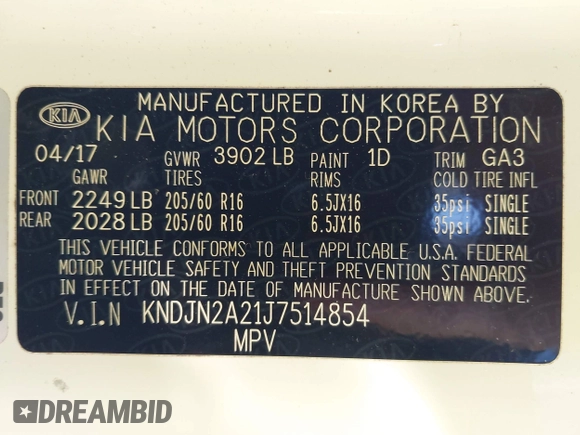 KIA MANUFACTURED IN KOREA BY
KIA MOTORS CORPORATION
04/17 GVWR 3902 LB PAINT 1D TRIM GA3
GAWR TIRES RIMS COLD TIRE INFL
FRONT 2249 LB 205/60 R16 6.5JX16 35psi SINGLE
REAR 2028 LB 205/60 R16 6.5JX16 35psi SINGLE
THIS VEHICLE CONFORMS TO ALL APPLICABLE U.S.A. FEDERAL
MOTOR VEHICLE SAFETY AND THEFT PREVENTION STANDARDS
IN EFFECT ON THE DATE OF MANUFACTURE SHOWN ABOVE.
V.I.N KNDJN2A21J7514854
MPV
DREAMBID